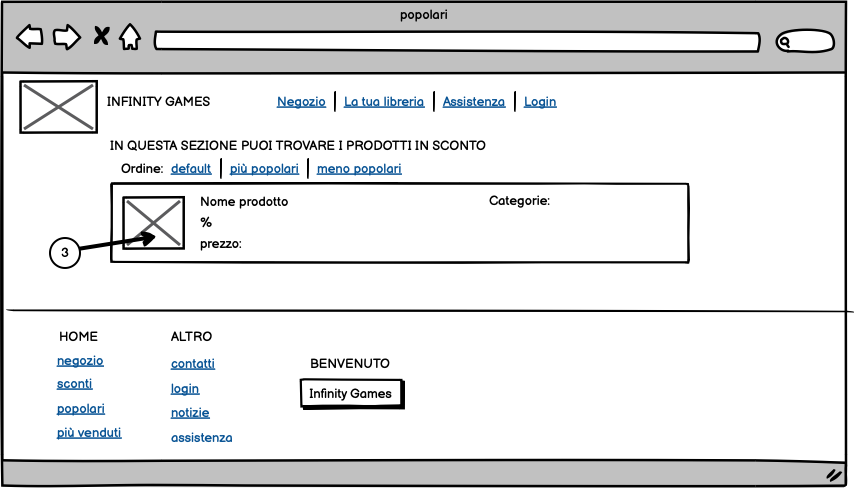 popolari
INFINITY GAMES
Negozio La tua libreria Assistenza Login
IN QUESTA SEZIONE PUOI TROVARE I PRODOTTI IN SCONTO
Ordine: default più popolari meno popolari
Nome prodotto
Categorie:
%
prezzo:
3
HOME
negozio
sconti
popolari
più venduti
ALTRO
contatti
login
notizie
assistenza
BENVENUTO
Infinity Games